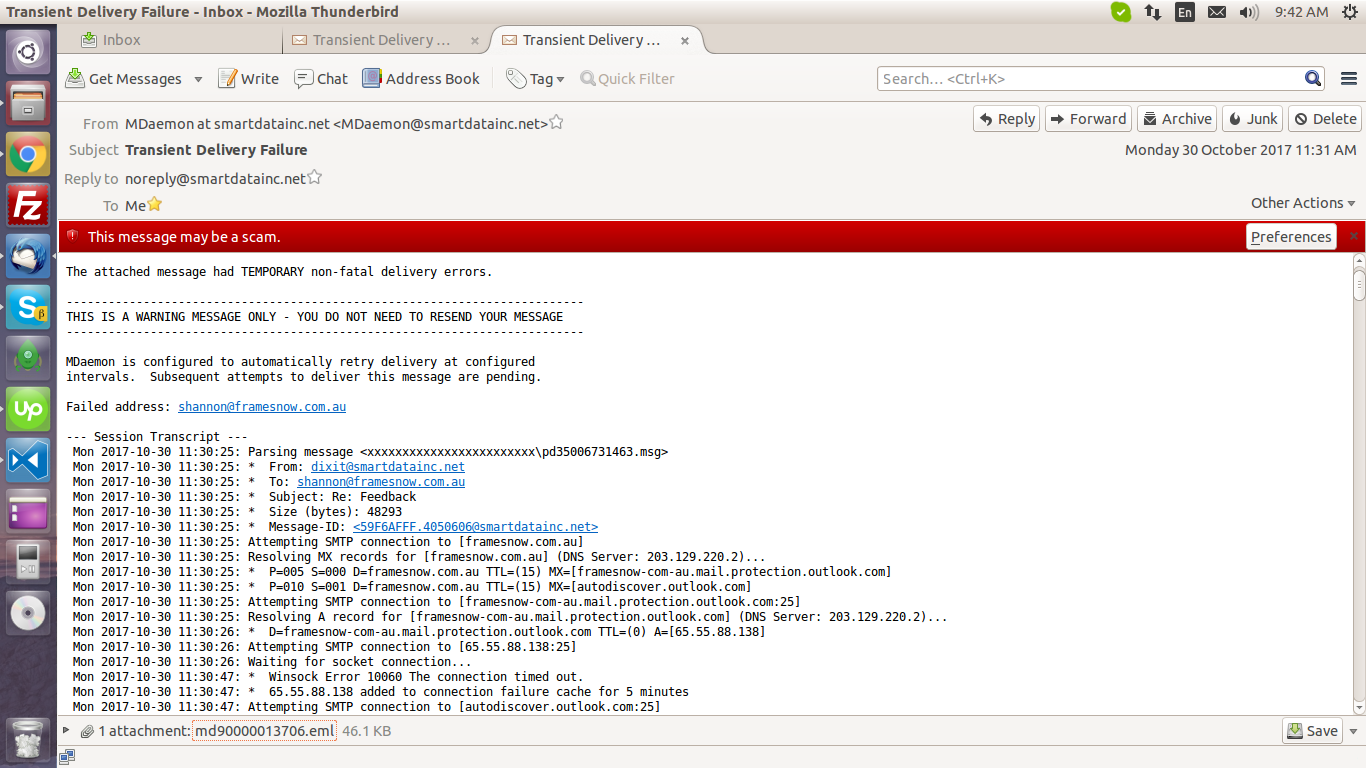 Transient Delivery Failure - Inbox - Mozilla Thunderbird
En
9:42 AM
Inbox
Transient Delivery ...
Transient Delivery ...
Get Messages
Write
Chat
Address Book
Tag
Quick Filter
Search... <Ctrl+K>
From MDaemon at smartdatainc.net <MDaemon@smartdatainc.net>
Reply
Forward
Archive
Junk
Delete
Subject Transient Delivery Failure
Monday 30 October 2017 11:31 AM
Reply to noreply@smartdatainc.net
To Me
Other Actions
This message may be a scam.
Preferences
The attached message had TEMPORARY non-fatal delivery errors.
--------------------------------------------------------------------------
THIS IS A WARNING MESSAGE ONLY - YOU DO NOT NEED TO RESEND YOUR MESSAGE
--------------------------------------------------------------------------
MDaemon is configured to automatically retry delivery at configured
intervals.  Subsequent attempts to deliver this message are pending.
Failed address: shannon@framesnow.com.au
--- Session Transcript ---
Mon 2017-10-30 11:30:25: Parsing message <xxxxxxxxxxxxxxxxxxxxxxxx\pd35006731463.msg>
Mon 2017-10-30 11:30:25: *  From: dixit@smartdatainc.net
Mon 2017-10-30 11:30:25: *  To: shannon@framesnow.com.au
Mon 2017-10-30 11:30:25: *  Subject: Re: Feedback
Mon 2017-10-30 11:30:25: *  Size (bytes): 48293
Mon 2017-10-30 11:30:25: *  Message-ID: <59F6AFFF.4050606@smartdatainc.net>
Mon 2017-10-30 11:30:25: Attempting SMTP connection to [framesnow.com.au]
Mon 2017-10-30 11:30:25: Resolving MX records for [framesnow.com.au] (DNS Server: 203.129.220.2)...
Mon 2017-10-30 11:30:25: *  P=005 S=000 D=framesnow.com.au TTL=(15) MX=[framesnow-com-au.mail.protection.outlook.com]
Mon 2017-10-30 11:30:25: *  P=010 S=001 D=framesnow.com.au TTL=(15) MX=[autodiscover.outlook.com]
Mon 2017-10-30 11:30:25: Attempting SMTP connection to [framesnow-com-au.mail.protection.outlook.com:25]
Mon 2017-10-30 11:30:25: Resolving A record for [framesnow-com-au.mail.protection.outlook.com] (DNS Server: 203.129.220.2)...
Mon 2017-10-30 11:30:26: *  D=framesnow-com-au.mail.protection.outlook.com TTL=(0) A=[65.55.88.138]
Mon 2017-10-30 11:30:26: Attempting SMTP connection to [65.55.88.138:25]
Mon 2017-10-30 11:30:26: Waiting for socket connection...
Mon 2017-10-30 11:30:47: *  Winsock Error 10060 The connection timed out.
Mon 2017-10-30 11:30:47: *  65.55.88.138 added to connection failure cache for 5 minutes
Mon 2017-10-30 11:30:47: Attempting SMTP connection to [autodiscover.outlook.com:25]
1 attachment: md90000013706.eml 46.1 KB
Save
Fz
S
β
Up